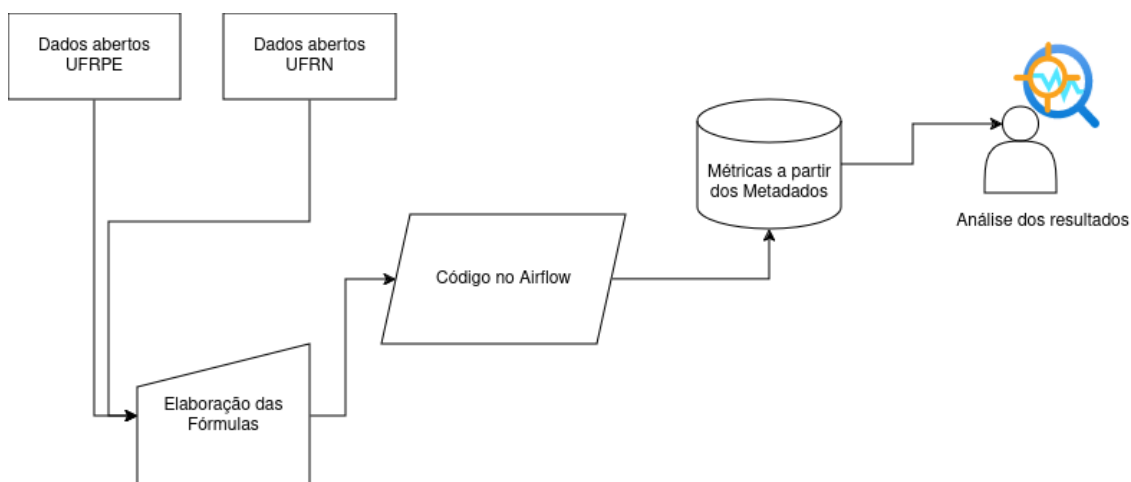 Dados abertos
UFRPE
Dados abertos
UFRN
Métricas a partir
dos Metadados
Análise dos resultados
Código no Airflow
Elaboração das
Fórmulas